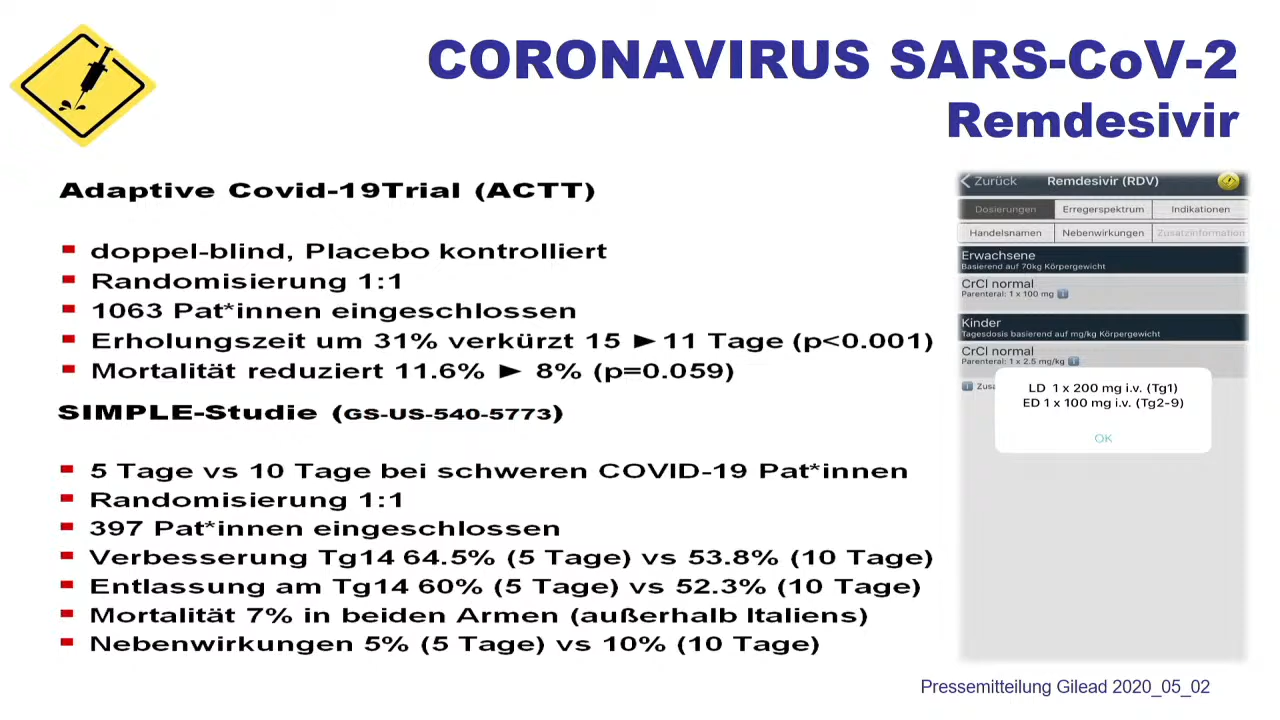 CORONAVIRUS SARS-CoV-2
Remdesivir
Adaptive Covid-19Trial (ACTT)
doppel-blind, Placebo kontrolliert
Randomisierung 1:1
1063 Pat*innen eingeschlossen
Erholungszeit um 31% verkürzt 15 ► 11 Tage (p<0.001)
Mortalität reduziert 11.6% ► 8% (p=0.059)
SIMPLE-Studie (GS-US-540-5773)
5 Tage vs 10 Tage bei schweren COVID-19 Pat*innen
Randomisierung 1:1
397 Pat*innen eingeschlossen
Verbesserung Tg14 64.5% (5 Tage) vs 53.8% (10 Tage)
Entlassung am Tg14 60% (5 Tage) vs 52.3% (10 Tage)
Mortalität 7% in beiden Armen (außerhalb Italiens)
Nebenwirkungen 5% (5 Tage) vs 10% (10 Tage)
Zurück Remdesivir (RDV)
Dosierungen Erregerspektrum Indikationen
Handelsnamen Nebenwirkungen Zusatzinformation
Erwachsene
Basierend auf 70kg Körpergewicht
CrCl normal
Parenteral: 1 x 100 mg
Kinder
Tagesdosis basierend auf mg/kg Körpergewicht
CrCl normal
Parenteral: 1 x 2.5 mg/kg
Zusa
LD 1 x 200 mg i.v. (Tg1)
ED 1 x 100 mg i.v. (Tg2-9)
OK
Pressemitteilung Gilead 2020_05_02